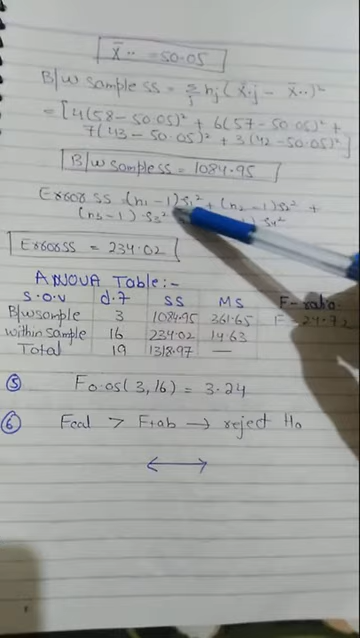 X̄.. = 50.05
B/w sample SS = Σj nj (X̄.j - X̄..)²
= [4(58-50.05)² + 6(57-50.05)² +
7(43-50.05)² + 3(42-50.05)²]
B/w sample ss = 1084.95
Error SS = (n1-1)S1² + (n2-1)S2² +
(n3-1) S3² -1) S4²
Error SS = 234.02
ANOVA Table:-
S.O.V d.f SS MS F-ratio
B/w sample 3 1084.95 361.65 F = 24.72
within sample 16 234.02 14.63
Total 19 1318.97 —
⑤ F0.05(3,16) = 3.24
⑥ Fcal > Ftab → reject H0